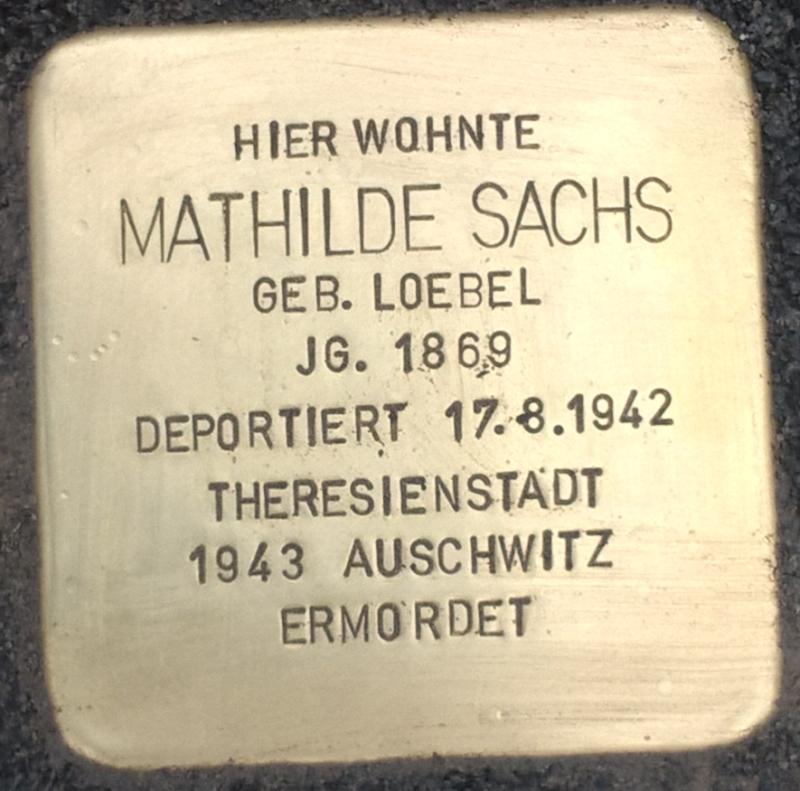 HIER WOHNTE
MATHILDE SACHS
GEB. LOEBEL
JG. 1869
DEPORTIERT 17.8.1942
THERESIENSTADT
1943 AUSCHWITZ
ERMORDET